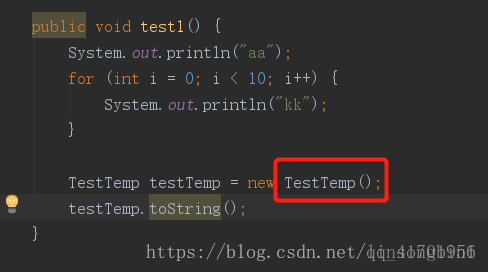 public void test1() {
System.out.println("aa");
for (int i = 0; i < 10; i++) {
System.out.println("kk");
}
TestTemp testTemp = new TestTemp();
testTemp.toString();
}
https://blog.csdn.net/